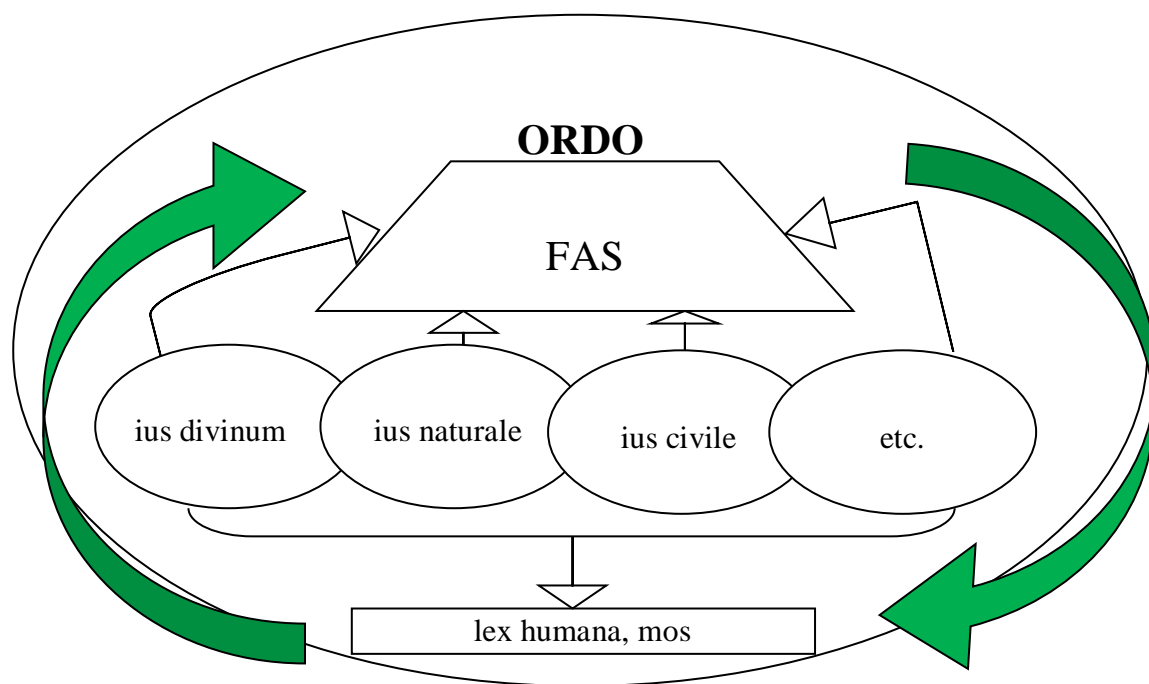 ORDO
FAS
ius divinum
ius naturale
ius civile
etc.
lex humana, mos